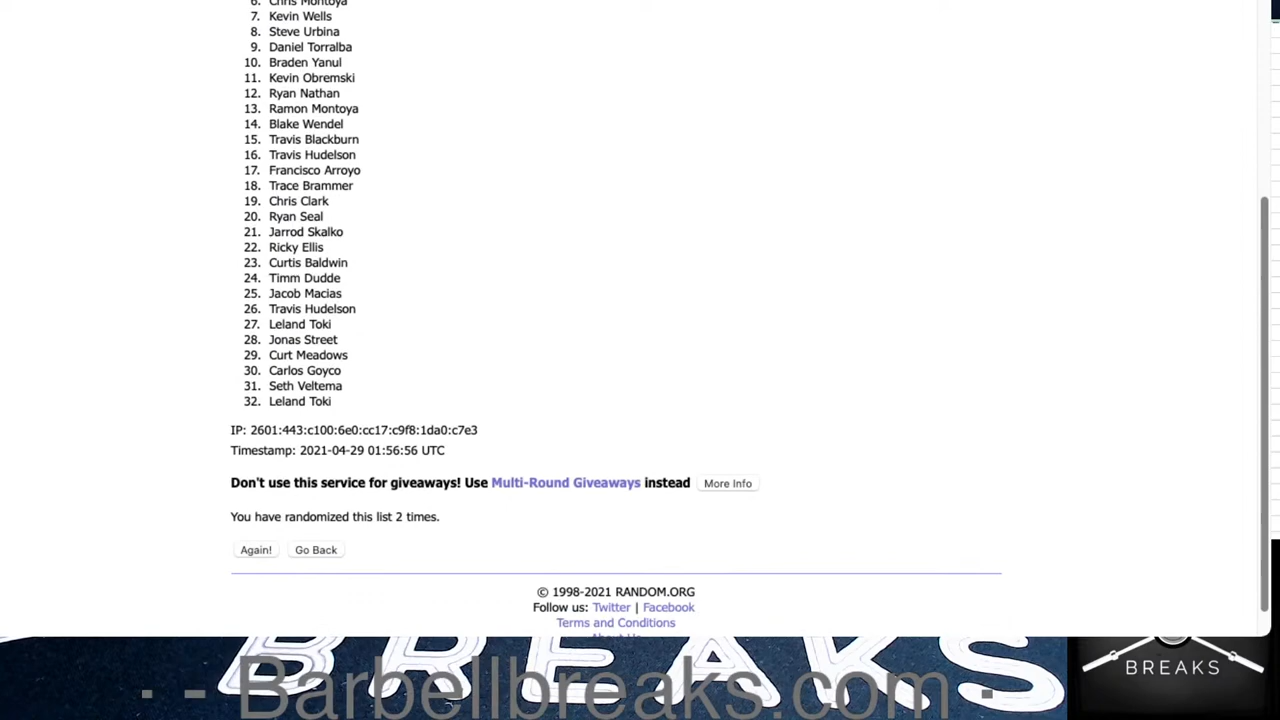 6. Chris Montoya
7. Kevin Wells
8. Steve Urbina
9. Daniel Torralba
10. Braden Yanul
11. Kevin Obremski
12. Ryan Nathan
13. Ramon Montoya
14. Blake Wendel
15. Travis Blackburn
16. Travis Hudelson
17. Francisco Arroyo
18. Trace Brammer
19. Chris Clark
20. Ryan Seal
21. Jarrod Skalko
22. Ricky Ellis
23. Curtis Baldwin
24. Timm Dudde
25. Jacob Macias
26. Travis Hudelson
27. Leland Toki
28. Jonas Street
29. Curt Meadows
30. Carlos Goyco
31. Seth Veltema
32. Leland Toki
IP: 2601:443:c100:6e0:cc17:c9f8:1da0:c7e3
Timestamp: 2021-04-29 01:56:56 UTC
Don't use this service for giveaways! Use Multi-Round Giveaways instead More Info
You have randomized this list 2 times.
Again! Go Back
© 1998-2021 RANDOM.ORG
Follow us: Twitter | Facebook
Terms and Conditions
About Us
BREAKS
BREAKS
· - Barbellbreaks.com ·